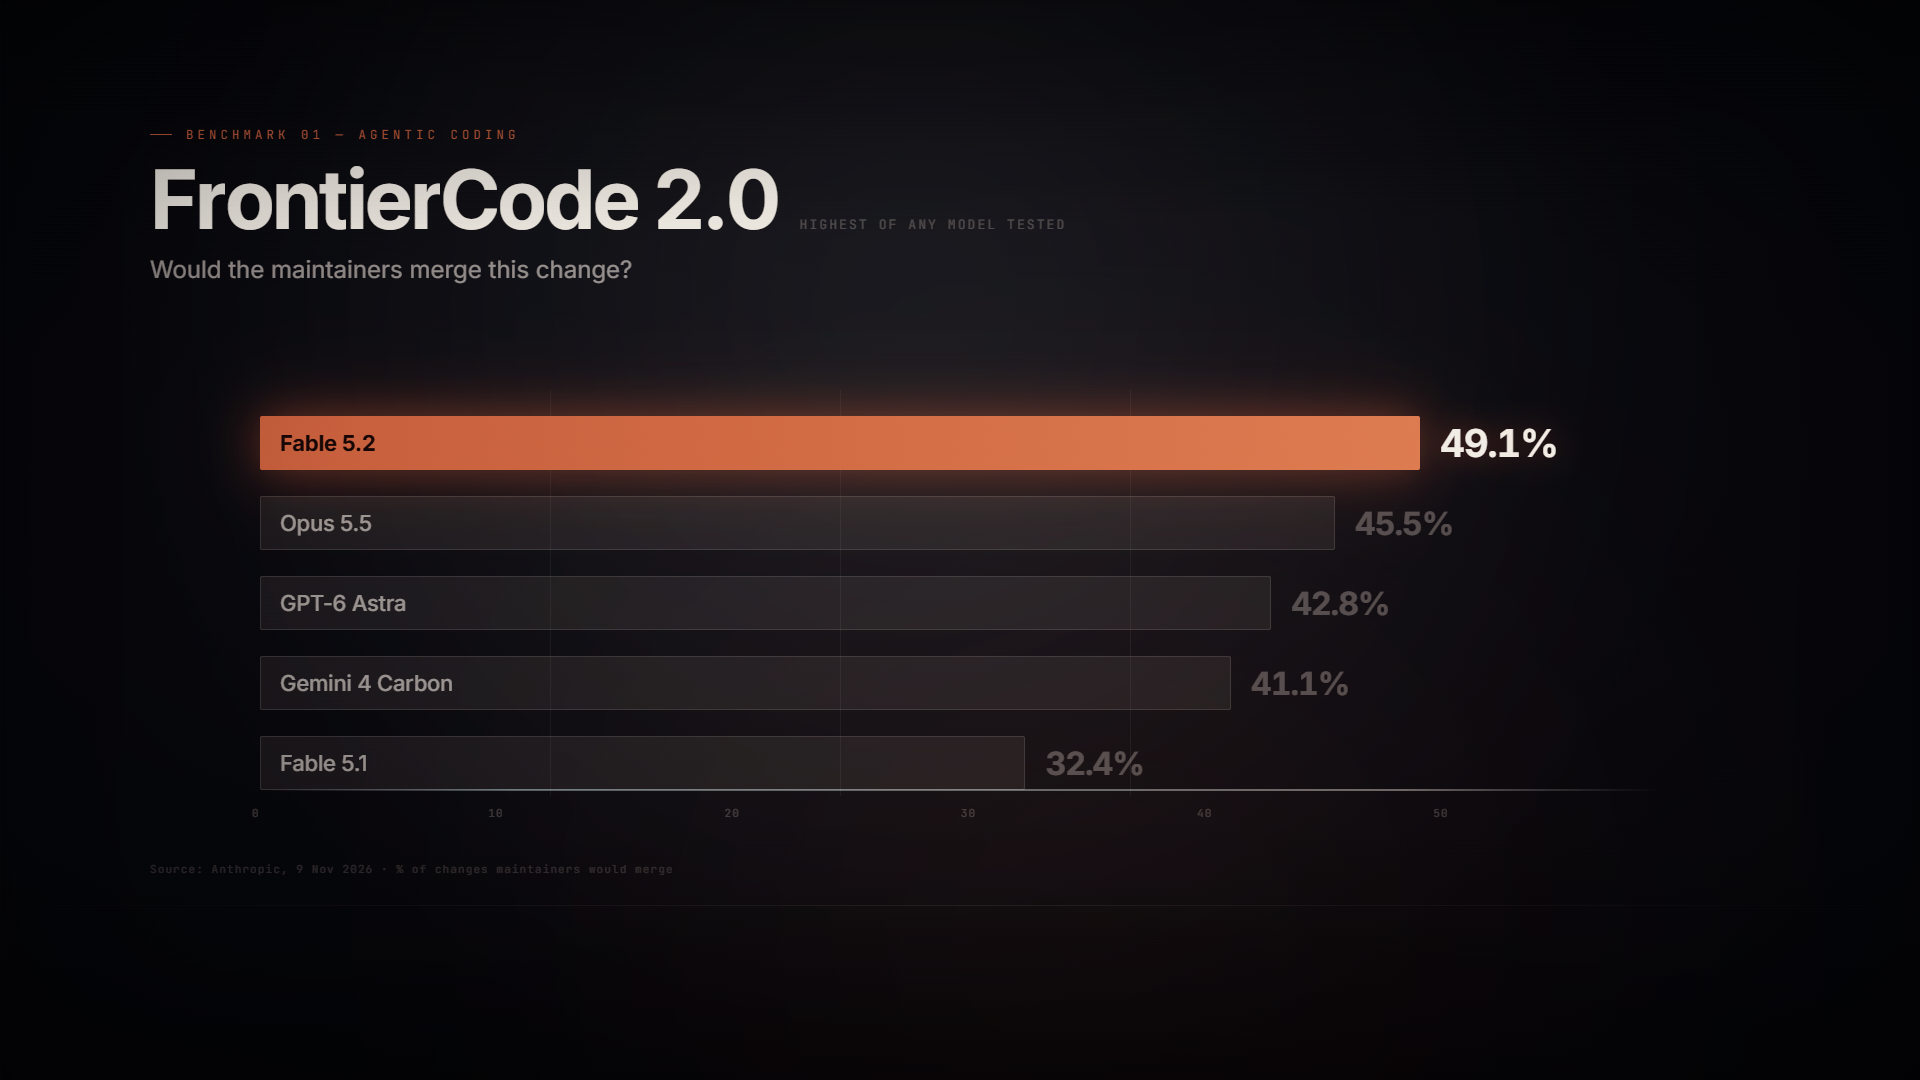 BENCHMARK 01 — AGENTIC CODING
FrontierCode 2.0 HIGHEST OF ANY MODEL TESTED
Would the maintainers merge this change?
Fable 5.2 49.1%
Opus 5.5 45.5%
GPT-6 Astra 42.8%
Gemini 4 Carbon 41.1%
Fable 5.1 32.4%
0 10 20 30 40 50
Source: Anthropic, 9 Nov 2026 · % of changes maintainers would merge